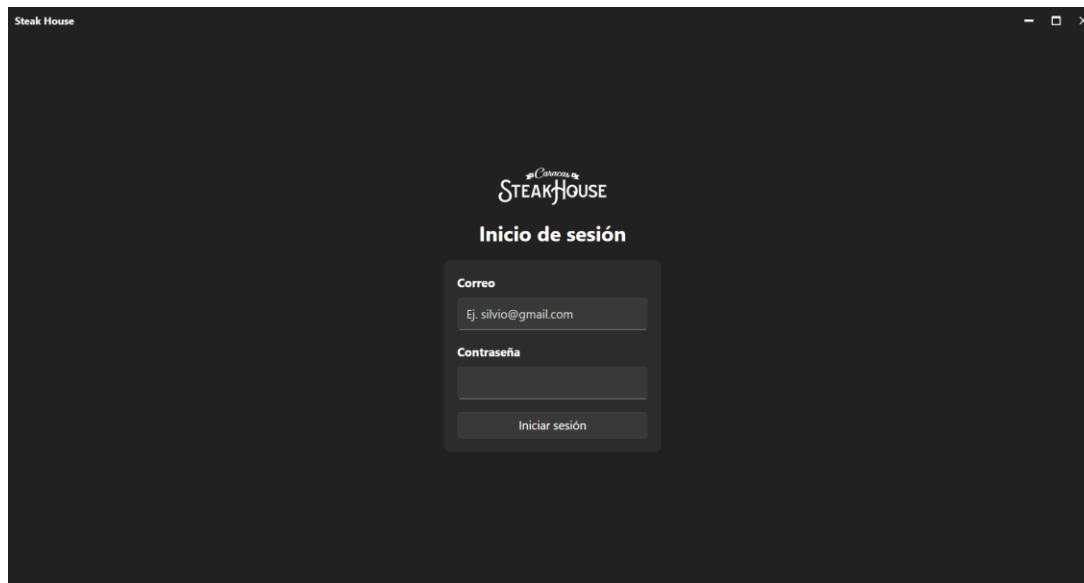 Steak House
Caracas
STEAKHOUSE
Inicio de sesión
Correo
Ej. silvio@gmail.com
Contraseña
Iniciar sesión